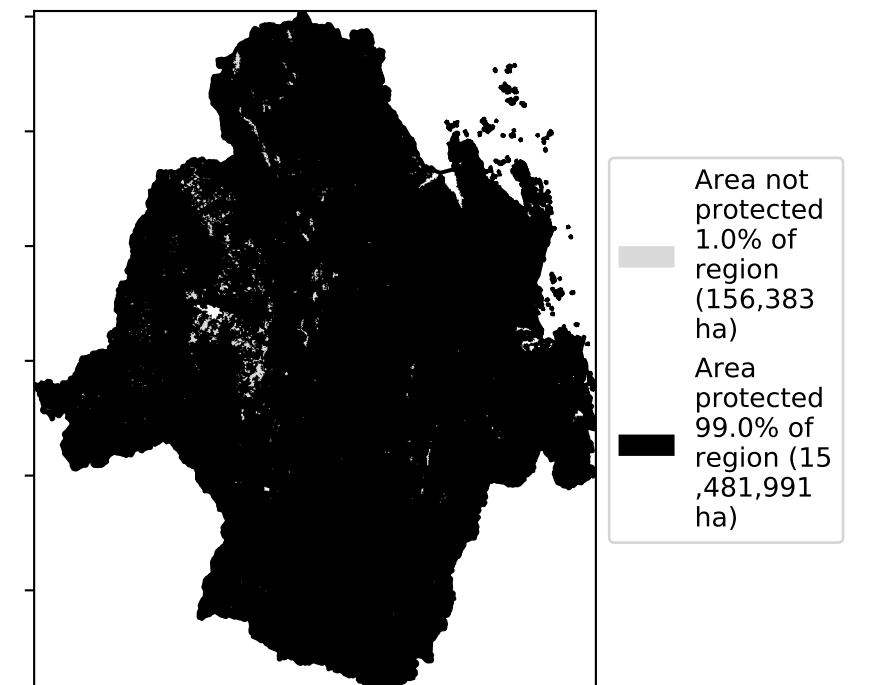 Area not
protected
1.0% of
region
(156,383
ha)
Area
protected
99.0% of
region (15
,481,991
ha)